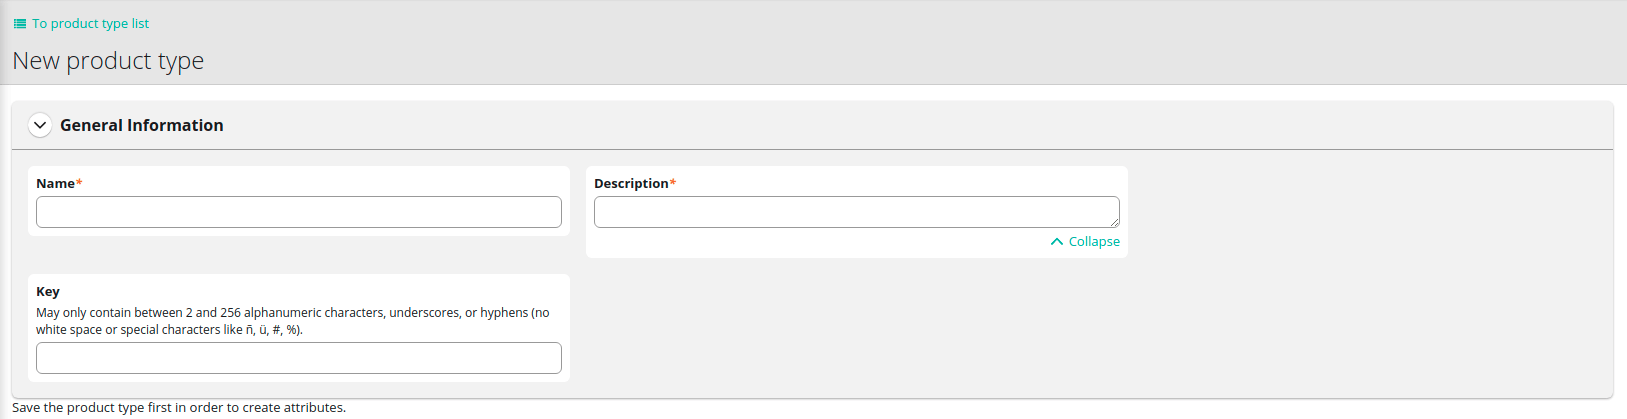 To product type list
New product type
General Information
Name*
Description*
Collapse
Key
May only contain between 2 and 256 alphanumeric characters, underscores, or hyphens (no
white space or special characters like ñ, ü, #, %).
Save the product type first in order to create attributes.